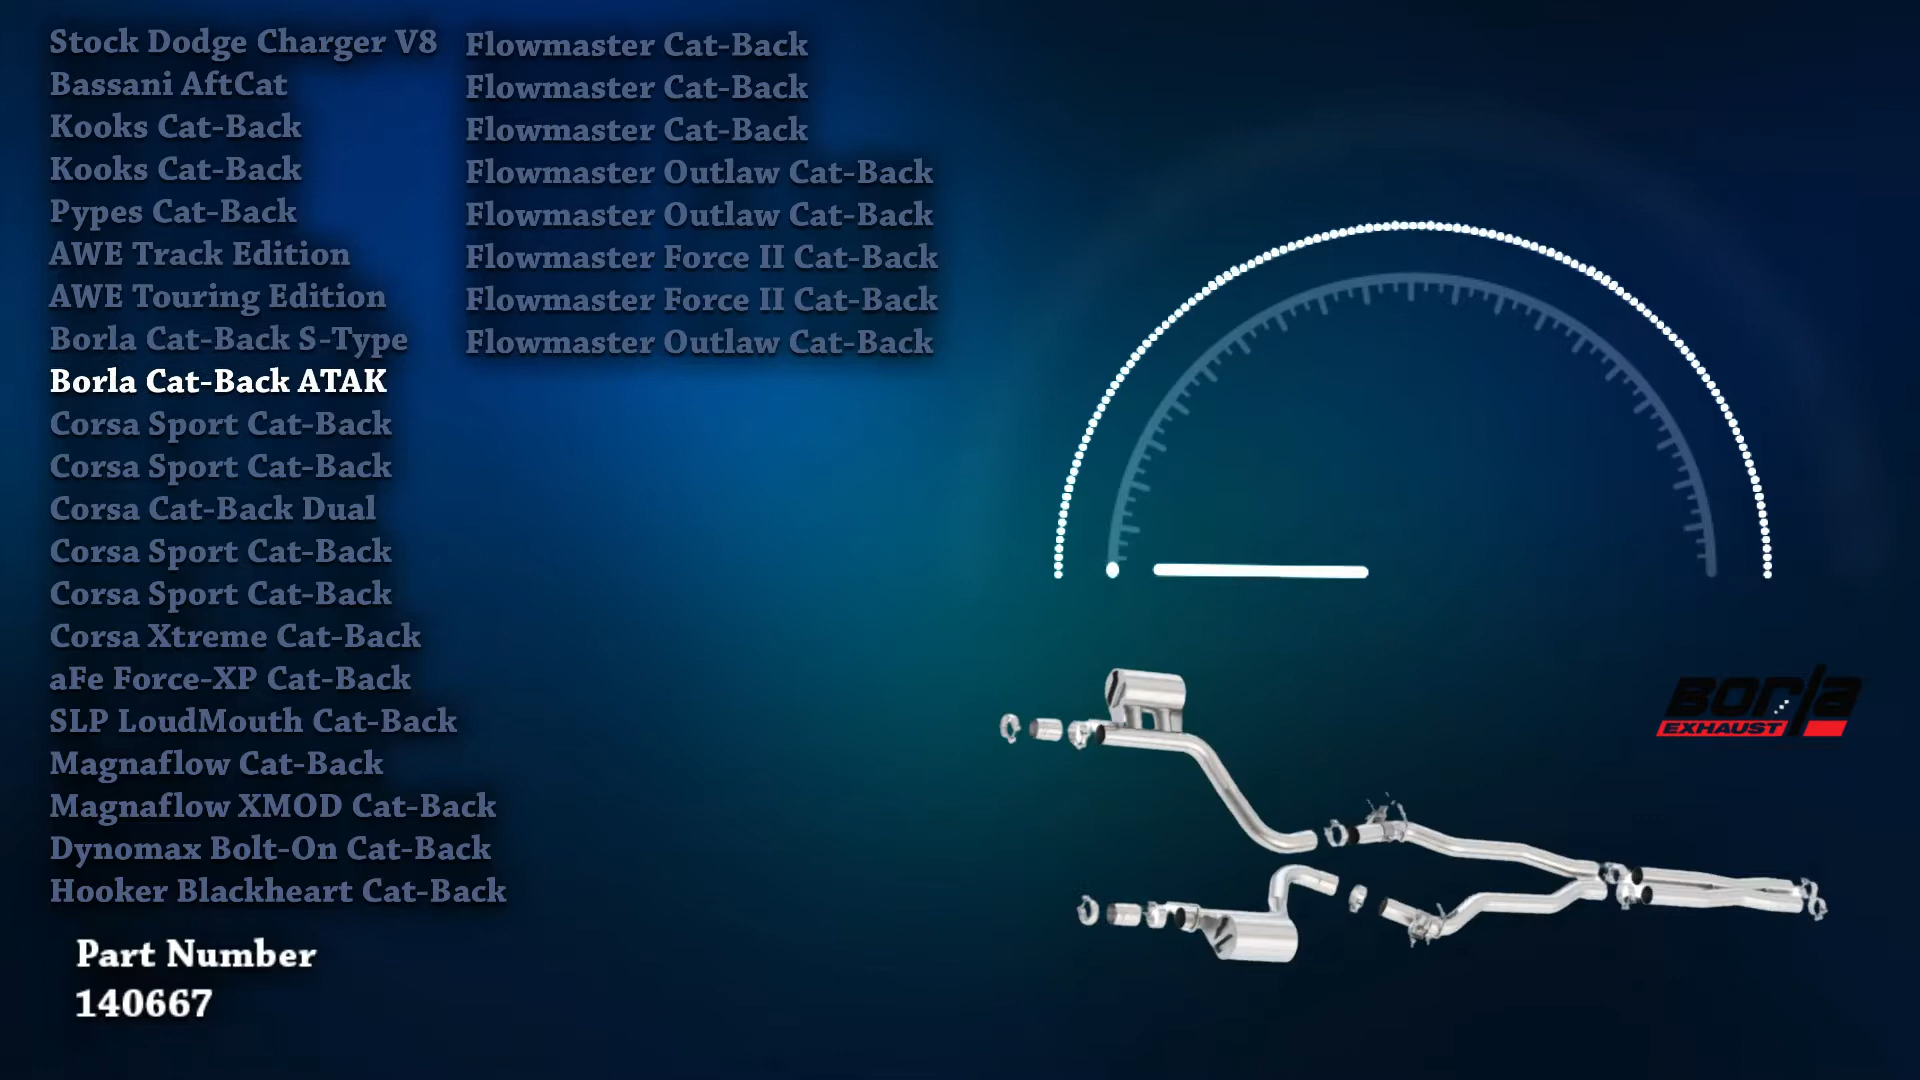 Stock Dodge Charger V8
Bassani AftCat
Kooks Cat-Back
Kooks Cat-Back
Pypes Cat-Back
AWE Track Edition
AWE Touring Edition
Borla Cat-Back S-Type
Borla Cat-Back ATAK
Corsa Sport Cat-Back
Corsa Sport Cat-Back
Corsa Cat-Back Dual
Corsa Sport Cat-Back
Corsa Sport Cat-Back
Corsa Xtreme Cat-Back
aFe Force-XP Cat-Back
SLP LoudMouth Cat-Back
Magnaflow Cat-Back
Magnaflow XMOD Cat-Back
Dynomax Bolt-On Cat-Back
Hooker Blackheart Cat-Back
Flowmaster Cat-Back
Flowmaster Cat-Back
Flowmaster Cat-Back
Flowmaster Outlaw Cat-Back
Flowmaster Outlaw Cat-Back
Flowmaster Force II Cat-Back
Flowmaster Force II Cat-Back
Flowmaster Outlaw Cat-Back
Part Number
140667
Borla
EXHAUST